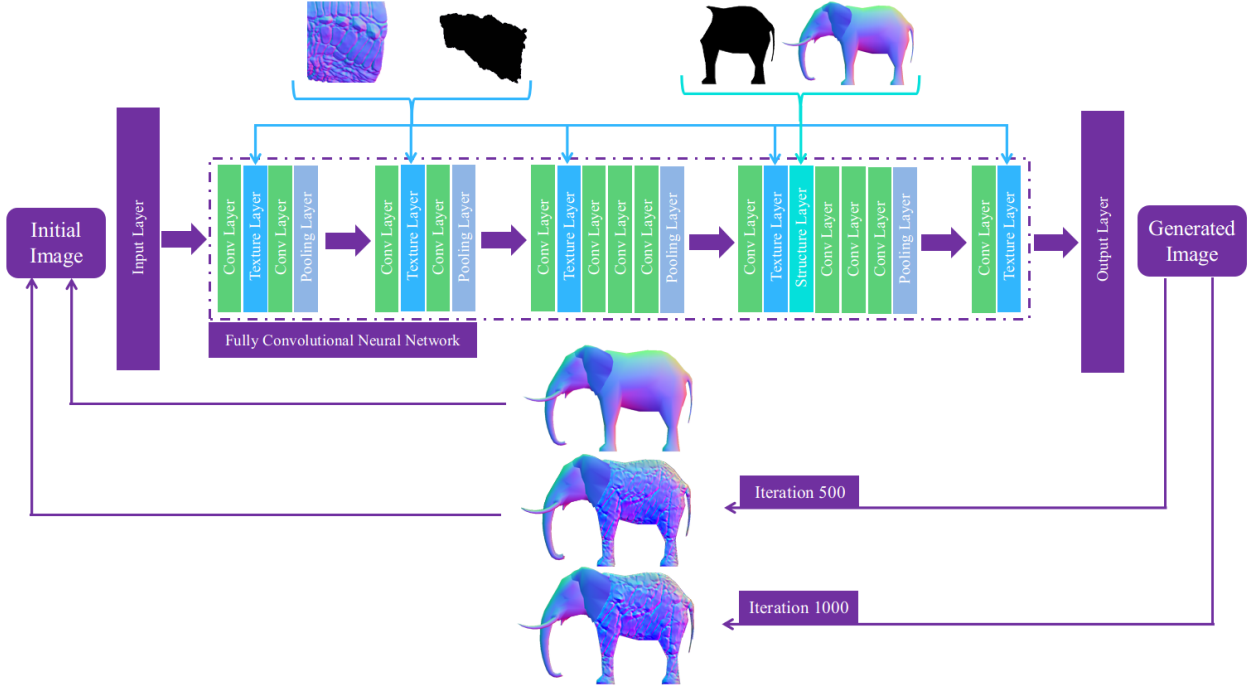 Initial
Image
Input Layer
Conv Layer
Texture Layer
Conv Layer
Pooling Layer
Conv Layer
Texture Layer
Conv Layer
Pooling Layer
Conv Layer
Texture Layer
Conv Layer
Conv Layer
Conv Layer
Pooling Layer
Conv Layer
Texture Layer
Structure Layer
Conv Layer
Conv Layer
Conv Layer
Pooling Layer
Conv Layer
Texture Layer
Output Layer
Generated
Image
Fully Convolutional Neural Network
Iteration 500
Iteration 1000